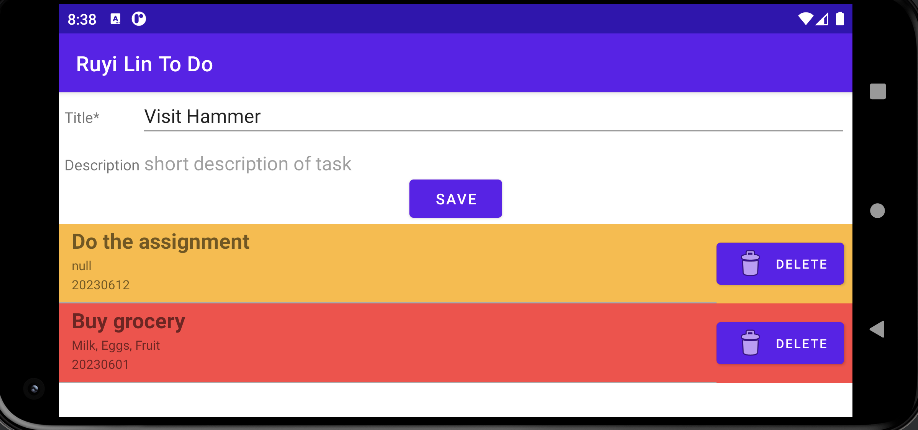 8:38
Ruyi Lin To Do
Title* Visit Hammer
Description short description of task
SAVE
Do the assignment
null
20230612
DELETE
Buy grocery
Milk, Eggs, Fruit
20230601
DELETE